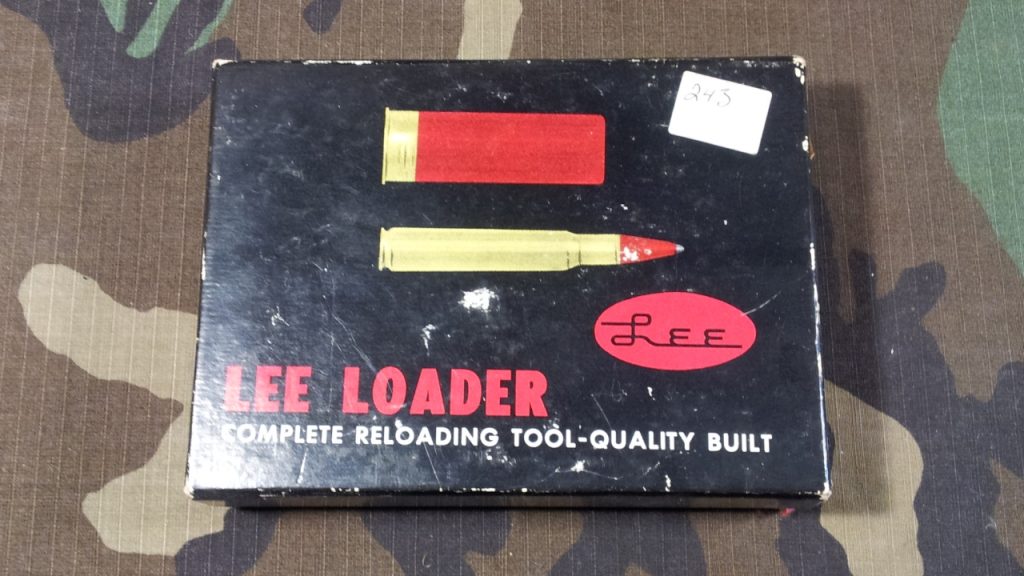 243
Lee
LEE LOADER
COMPLETE RELOADING TOOL-QUALITY BUILT